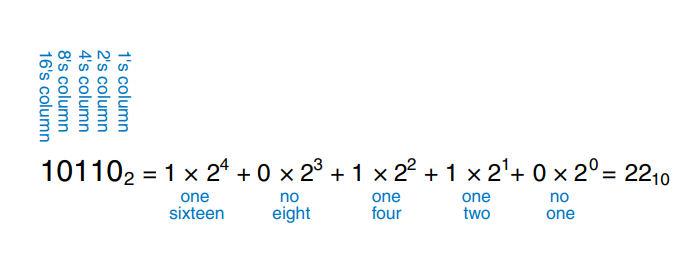 1's column
2's column
4's column
8's column
16's column
10110₂ = 1 × 2⁴ + 0 × 2³ + 1 × 2² + 1 × 2¹ + 0 × 2⁰ = 22₁₀
one no one one no
sixteen eight four two one